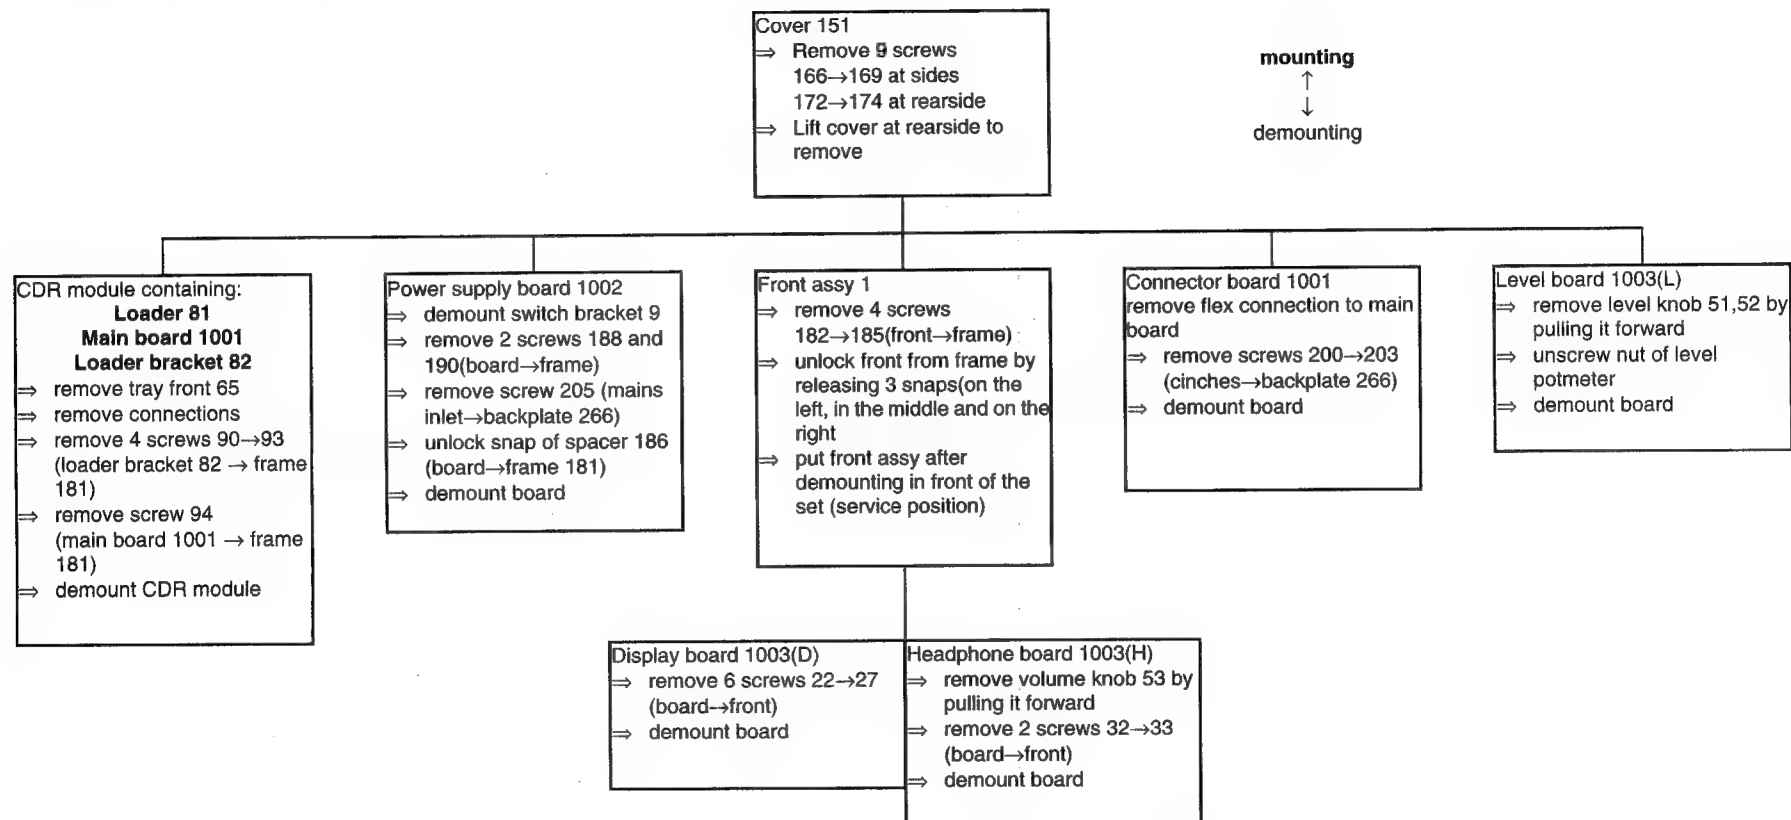 Cover 151
⇒ Remove 9 screws
166→169 at sides
172→174 at rearside
⇒ Lift cover at rearside to
remove
mounting
↑
↓
demounting
CDR module containing:
Loader 81
Main board 1001
Loader bracket 82
⇒ remove tray front 65
⇒ remove connections
⇒ remove 4 screws 90→93
(loader bracket 82 → frame
181)
⇒ remove screw 94
(main board 1001 → frame
181)
⇒ demount CDR module
Power supply board 1002
⇒ demount switch bracket 9
⇒ remove 2 screws 188 and
190(board→frame)
⇒ remove screw 205 (mains
inlet→backplate 266)
⇒ unlock snap of spacer 186
(board→frame 181)
⇒ demount board
Front assy 1
⇒ remove 4 screws
182→185(front→frame)
⇒ unlock front from frame by
releasing 3 snaps(on the
left, in the middle and on the
right
⇒ put front assy after
demounting in front of the
set (service position)
Connector board 1001
remove flex connection to main
board
⇒ remove screws 200→203
(cinches→backplate 266)
⇒ demount board
Level board 1003(L)
⇒ remove level knob 51,52 by
pulling it forward
⇒ unscrew nut of level
potmeter
⇒ demount board
Display board 1003(D)
⇒ remove 6 screws 22→27
(board→front)
⇒ demount board
Headphone board 1003(H)
⇒ remove volume knob 53 by
pulling it forward
⇒ remove 2 screws 32→33
(board→front)
⇒ demount board